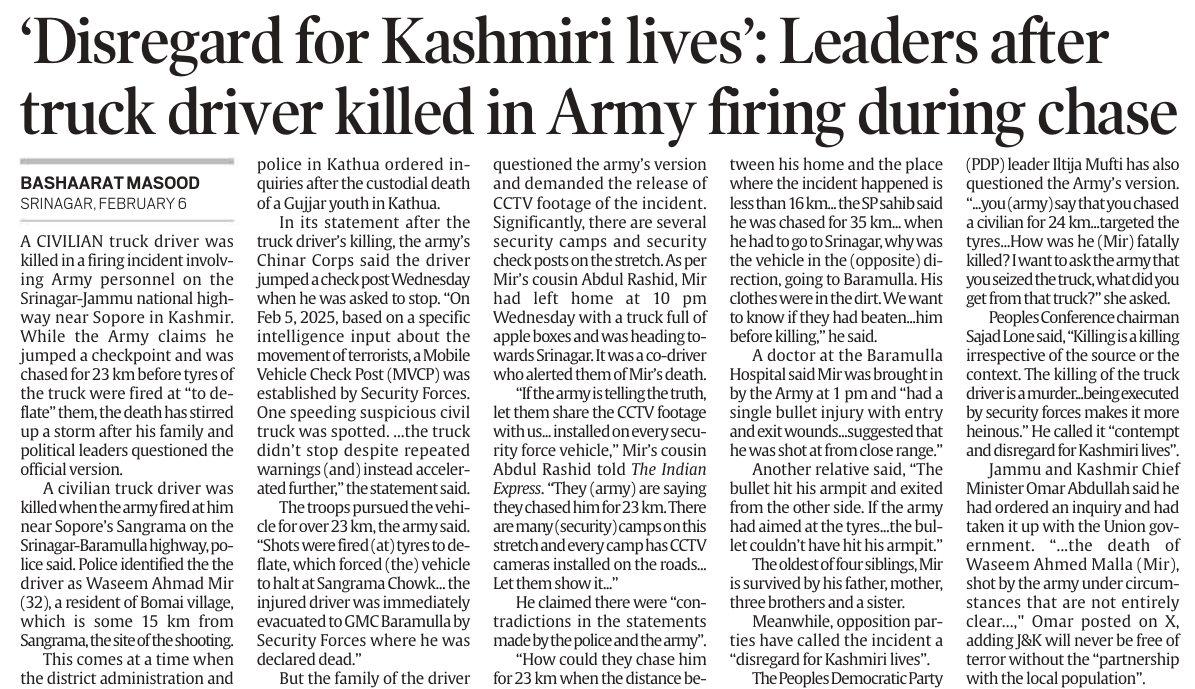 ‘Disregard for Kashmiri lives’: Leaders after
truck driver killed in Army firing during chase
BASHAARAT MASOOD
SRINAGAR, FEBRUARY 6
A CIVILIAN truck driver was
killed in a firing incident involv-
ing Army personnel on the
Srinagar-Jammu national high-
way near Sopore in Kashmir.
While the Army claims he
jumped a checkpoint and was
chased for 23 km before tyres of
the truck were fired at “to de-
flate” them, the death has stirred
up a storm after his family and
political leaders questioned the
official version.
A civilian truck driver was
killed when the army fired at him
near Sopore’s Sangrama on the
Srinagar-Baramulla highway, po-
lice said. Police identified the the
driver as Waseem Ahmad Mir
(32), a resident of Bomai village,
which is some 15 km from
Sangrama, the site of the shooting.
This comes at a time when
the district administration and
police in Kathua ordered in-
quiries after the custodial death
of a Gujjar youth in Kathua.
In its statement after the
truck driver’s killing, the army’s
Chinar Corps said the driver
jumped a check post Wednesday
when he was asked to stop. “On
Feb 5, 2025, based on a specific
intelligence input about the
movement of terrorists, a Mobile
Vehicle Check Post (MVCP) was
established by Security Forces.
One speeding suspicious civil
truck was spotted. ...the truck
didn’t stop despite repeated
warnings (and) instead acceler-
ated further,” the statement said.
The troops pursued the vehi-
cle for over 23 km, the army said.
“Shots were fired (at) tyres to de-
flate, which forced (the) vehicle
to halt at Sangrama Chowk... the
injured driver was immediately
evacuated to GMC Baramulla by
Security Forces where he was
declared dead.”
But the family of the driver
questioned the army’s version
and demanded the release of
CCTV footage of the incident.
Significantly, there are several
security camps and security
check posts on the stretch. As per
Mir’s cousin Abdul Rashid, Mir
had left home at 10 pm
Wednesday with a truck full of
apple boxes and was heading to-
wards Srinagar. It was a co-driver
who alerted them of Mir’s death.
“If the army is telling the truth,
let them share the CCTV footage
with us... installed on every secu-
rity force vehicle,” Mir’s cousin
Abdul Rashid told The Indian
Express. “They (army) are saying
they chased him for 23 km. There
are many (security) camps on this
stretch and every camp has CCTV
cameras installed on the roads...
Let them show it...”
He claimed there were “con-
tradictions in the statements
made by the police and the army”.
“How could they chase him
for 23 km when the distance be-
tween his home and the place
where the incident happened is
less than 16 km... the SP sahib said
he was chased for 35 km... when
he had to go to Srinagar, why was
the vehicle in the (opposite) di-
rection, going to Baramulla. His
clothes were in the dirt. We want
to know if they had beaten...him
before killing,” he said.
A doctor at the Baramulla
Hospital said Mir was brought in
by the Army at 1 pm and “had a
single bullet injury with entry
and exit wounds...suggested that
he was shot at from close range.”
Another relative said, “The
bullet hit his armpit and exited
from the other side. If the army
had aimed at the tyres...the bul-
let couldn’t have hit his armpit.”
The oldest of four siblings, Mir
is survived by his father, mother,
three brothers and a sister.
Meanwhile, opposition par-
ties have called the incident a
“disregard for Kashmiri lives”.
The Peoples Democratic Party
(PDP) leader Iltija Mufti has also
questioned the Army’s version.
“...you (army) say that you chased
a civilian for 24 km...targeted the
tyres...How was he (Mir) fatally
killed? I want to ask the army that
you seized the truck, what did you
get from that truck?” she asked.
Peoples Conference chairman
Sajad Lone said, “Killing is a killing
irrespective of the source or the
context. The killing of the truck
driver is a murder...being executed
by security forces makes it more
heinous.” He called it “contempt
and disregard for Kashmiri lives”.
Jammu and Kashmir Chief
Minister Omar Abdullah said he
had ordered an inquiry and had
taken it up with the Union gov-
ernment. “...the death of
Waseem Ahmed Malla (Mir),
shot by the army under circum-
stances that are not entirely
clear...,” Omar posted on X,
adding J&K will never be free of
terror without the “partnership
with the local population”.